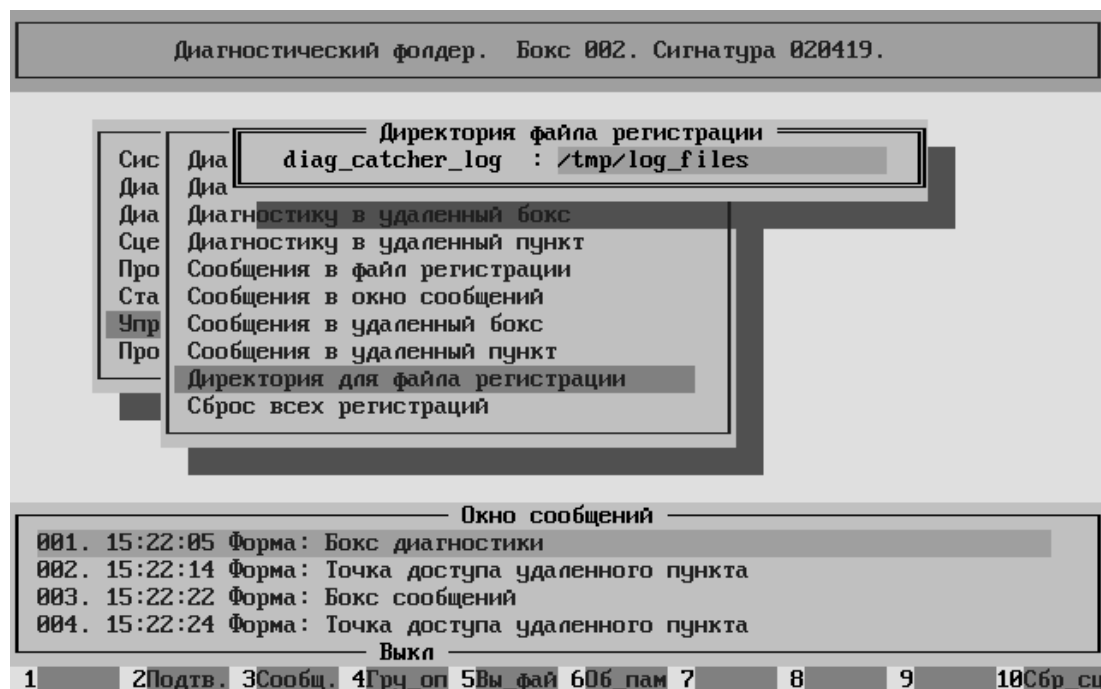 Диагностический фолдер. Бокс 002. Сигнатура 020419.
Директория файла регистрации
diag_catcher_log : /tmp/log_files
Сис Диа
Диа Диа
Диа Диагностику в удаленный бокс
Сце Диагностику в удаленный пункт
Про Сообщения в файл регистрации
Ста Сообщения в окно сообщений
Упр Сообщения в удаленный бокс
Про Сообщения в удаленный пункт
Директория для файла регистрации
Сброс всех регистраций
Окно сообщений
001. 15:22:05 Форма: Бокс диагностики
002. 15:22:14 Форма: Точка доступа удаленного пункта
003. 15:22:22 Форма: Бокс сообщений
004. 15:22:24 Форма: Точка доступа удаленного пункта
Выкл
1 2Подтв. 3Сообщ. 4Гру_оп 5Вы_фай 6Об_пам 7 8 9 10Сбр_сц